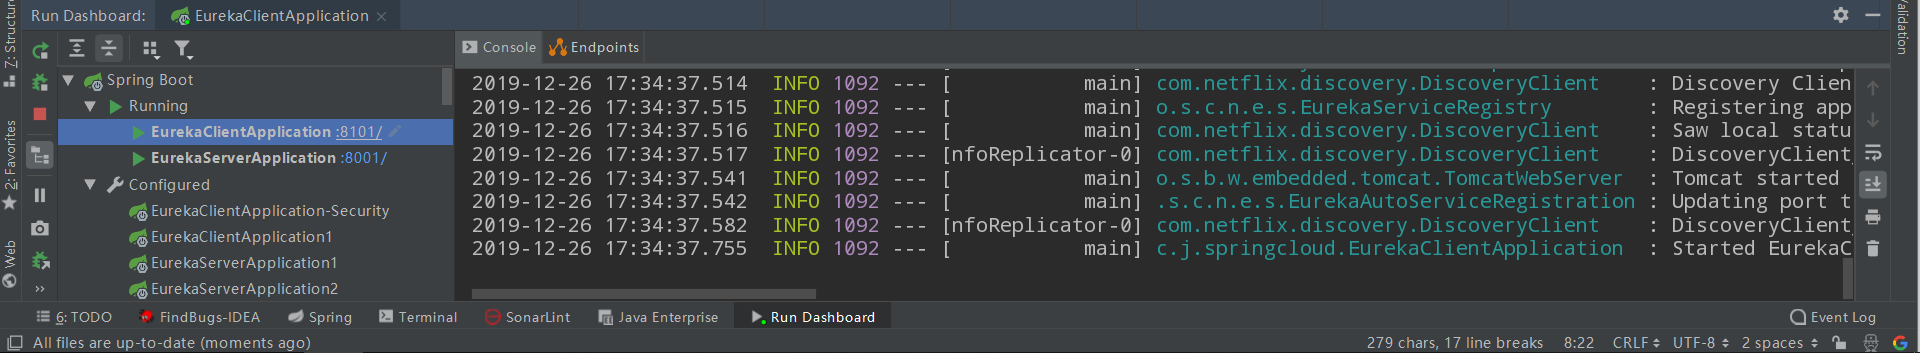 Run Dashboard: EurekaClientApplication
Z: Structure
2: Favorites
Web
Validation
Console Endpoints
Spring Boot
Running
EurekaClientApplication :8101/
EurekaServerApplication :8001/
Configured
EurekaClientApplication-Security
EurekaClientApplication1
EurekaServerApplication1
EurekaServerApplication2
2019-12-26 17:34:37.514 INFO 1092 --- [ main] com.netflix.discovery.DiscoveryClient : Discovery Clien
2019-12-26 17:34:37.515 INFO 1092 --- [ main] o.s.c.n.e.s.EurekaServiceRegistry : Registering app
2019-12-26 17:34:37.516 INFO 1092 --- [ main] com.netflix.discovery.DiscoveryClient : Saw local statu
2019-12-26 17:34:37.517 INFO 1092 --- [nfoReplicator-0] com.netflix.discovery.DiscoveryClient : DiscoveryClient_
2019-12-26 17:34:37.541 INFO 1092 --- [ main] o.s.b.w.embedded.tomcat.TomcatWebServer : Tomcat started
2019-12-26 17:34:37.542 INFO 1092 --- [ main] .s.c.n.e.s.EurekaAutoServiceRegistration : Updating port t
2019-12-26 17:34:37.582 INFO 1092 --- [nfoReplicator-0] com.netflix.discovery.DiscoveryClient : DiscoveryClient_
2019-12-26 17:34:37.755 INFO 1092 --- [ main] c.j.springcloud.EurekaClientApplication : Started EurekaC
6: TODO FindBugs-IDEA Spring Terminal SonarLint Java Enterprise Run Dashboard Event Log
All files are up-to-date (moments ago) 279 chars, 17 line breaks 8:22 CRLF UTF-8 2 spaces